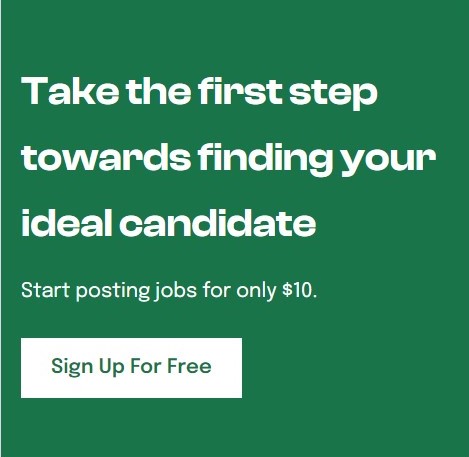 Take the first step
towards finding your
ideal candidate
Start posting jobs for only $10.
Sign Up For Free